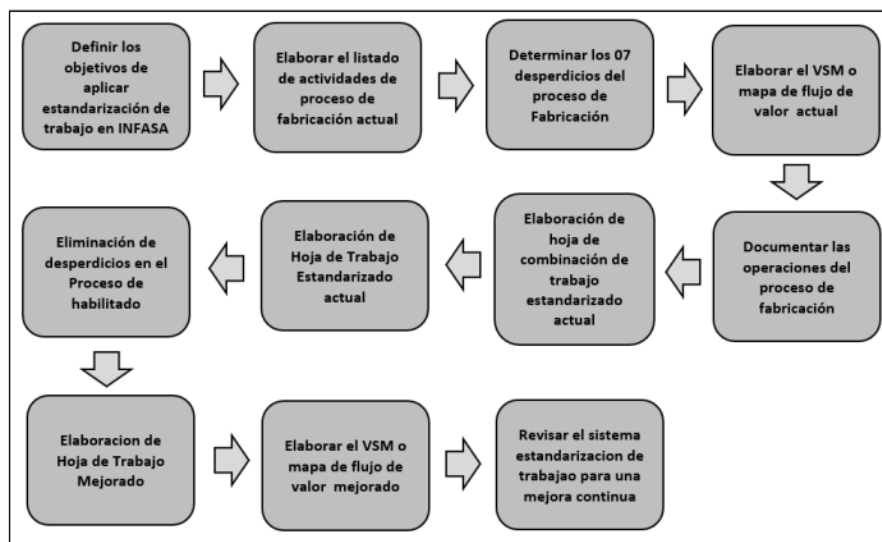 Definir los
objetivos de
aplicar
estandarización de
trabajo en INFASA
Elaborar el listado
de actividades de
proceso de
fabricación actual
Determinar los 07
desperdicios del
proceso de
Fabricación
Elaborar el VSM o
mapa de flujo de
valor actual
Documentar las
operaciones del
proceso de
fabricación
Elaboración de
hoja de
combinación de
trabajo
estandarizado
actual
Elaboración de
Hoja de Trabajo
Estandarizado
actual
Eliminación de
desperdicios en el
Proceso de
habilitado
Elaboracion de
Hoja de Trabajo
Mejorado
Elaborar el VSM o
mapa de flujo de
valor mejorado
Revisar el sistema
estandarizacion de
trabajao para una
mejora continua